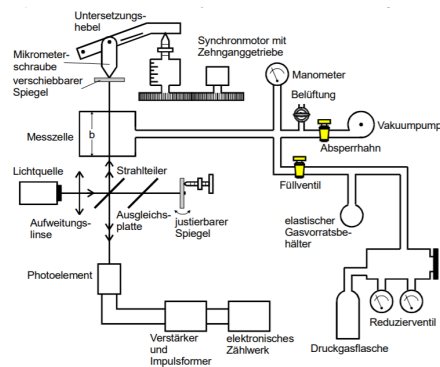 Untersetzungs-
hebel
Mikrometer-
schraube
verschiebbarer
Spiegel
Synchronmotor mit
Zehnganggetriebe
Manometer
Belüftung
Vakuumpump
Absperrhahn
Messzelle
b
Lichtquelle
Strahlteiler
Füllventil
Aufweitungs-
linse
Ausgleichs-
platte
justierbarer
Spiegel
elastischer
Gasvorratsbe-
hälter
Photoelement
Verstärker
und
Impulsformer
elektronisches
Zählwerk
Reduzierventil
Druckgasflasche